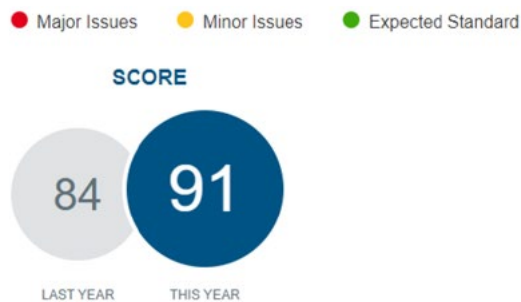 Major Issues Minor Issues Expected Standard
SCORE
84 91
LAST YEAR THIS YEAR